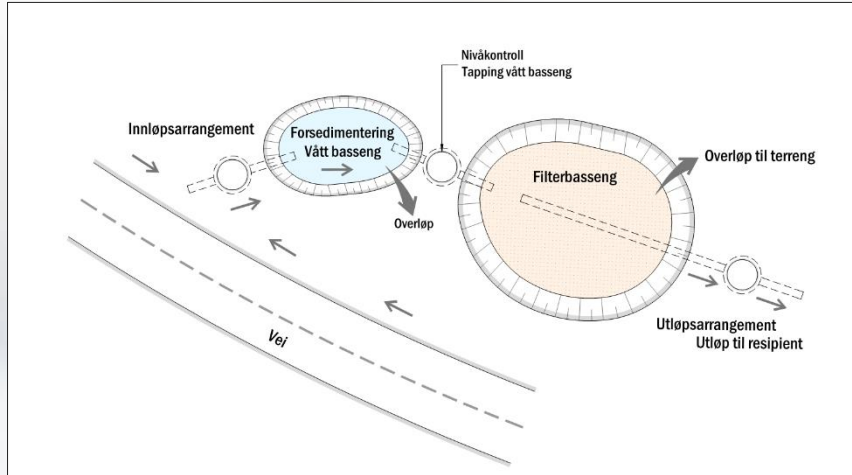 Nivåkontroll
Tapping vått basseng
Innløpsarrangement
Forsedimentering
Vått basseng
Overløp til terreng
Filterbasseng
Overløp
Utløpsarrangement
Utløp til resipient
Vei